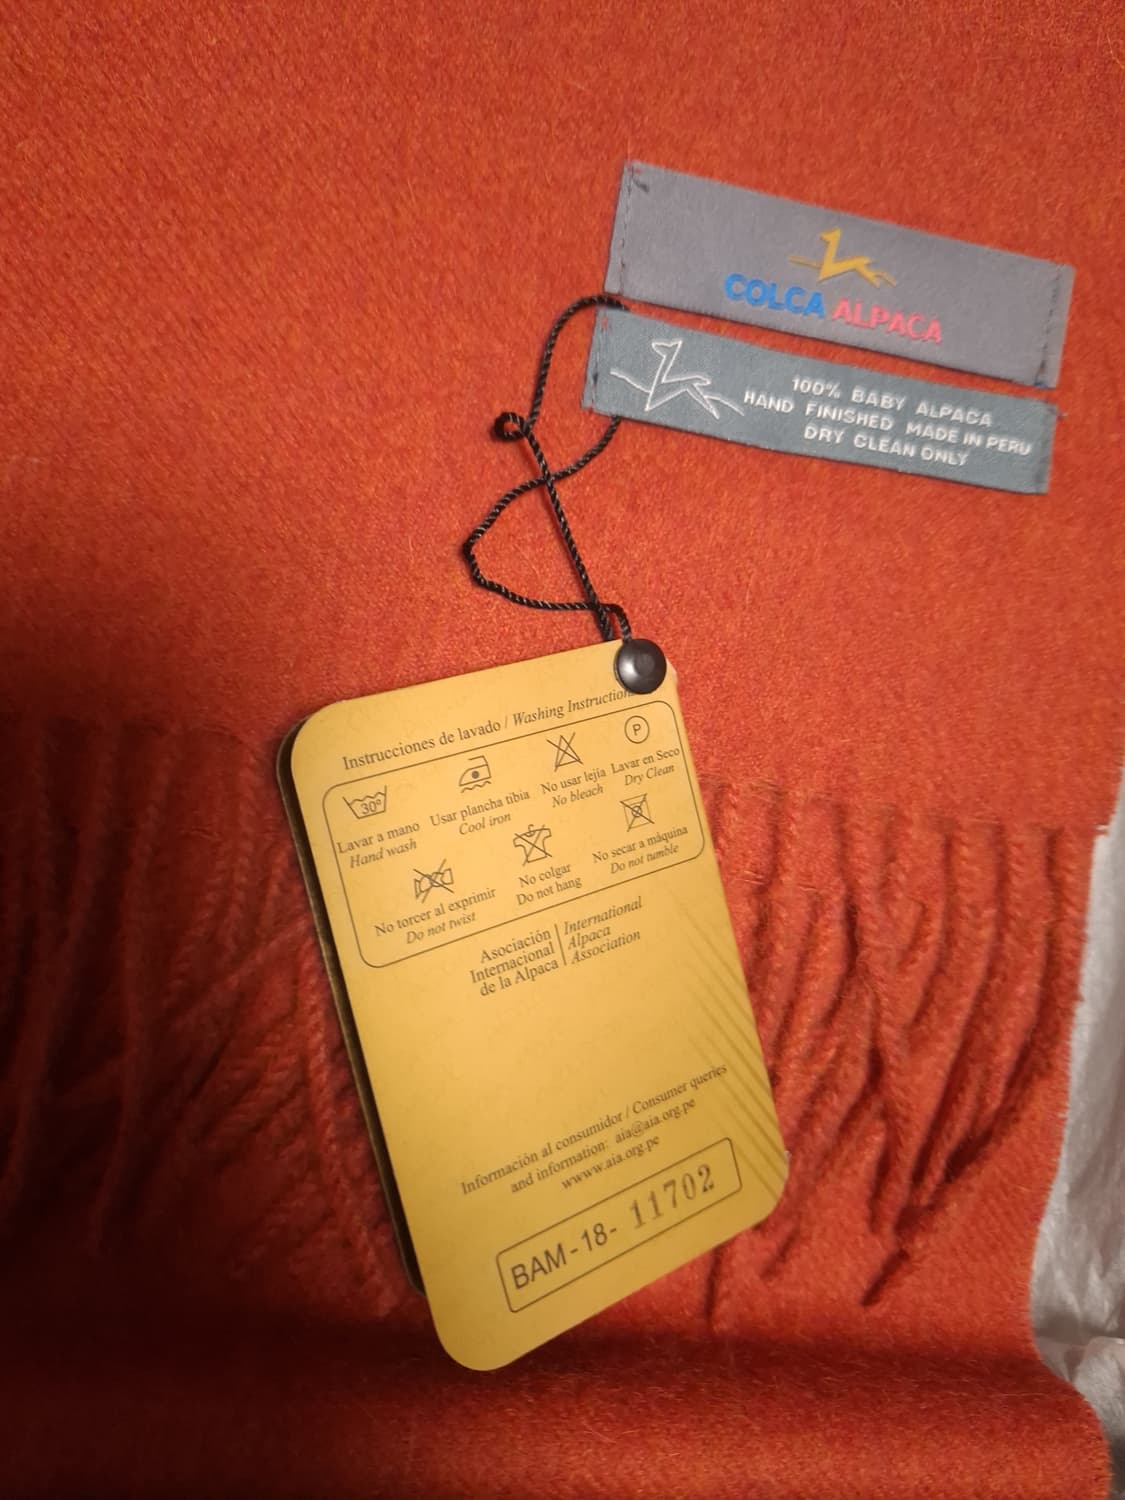 COLCA ALPACA
100% BABY ALPACA
HAND FINISHED MADE IN PERU
DRY CLEAN ONLY
Instrucciones de lavado / Washing Instructions
30º
Lavar a mano
Hand wash
Usar plancha tibia
Cool iron
No usar lejía
No bleach
P
Lavar en Seco
Dry Clean
No torcer al exprimir
Do not twist
No colgar
Do not hang
No secar a máquina
Do not tumble
Asociación
Internacional
de la Alpaca
International
Alpaca
Association
Información al consumidor / Consumer queries
and information: aia@aia.org.pe
www.aia.org.pe
BAM-18- 11702